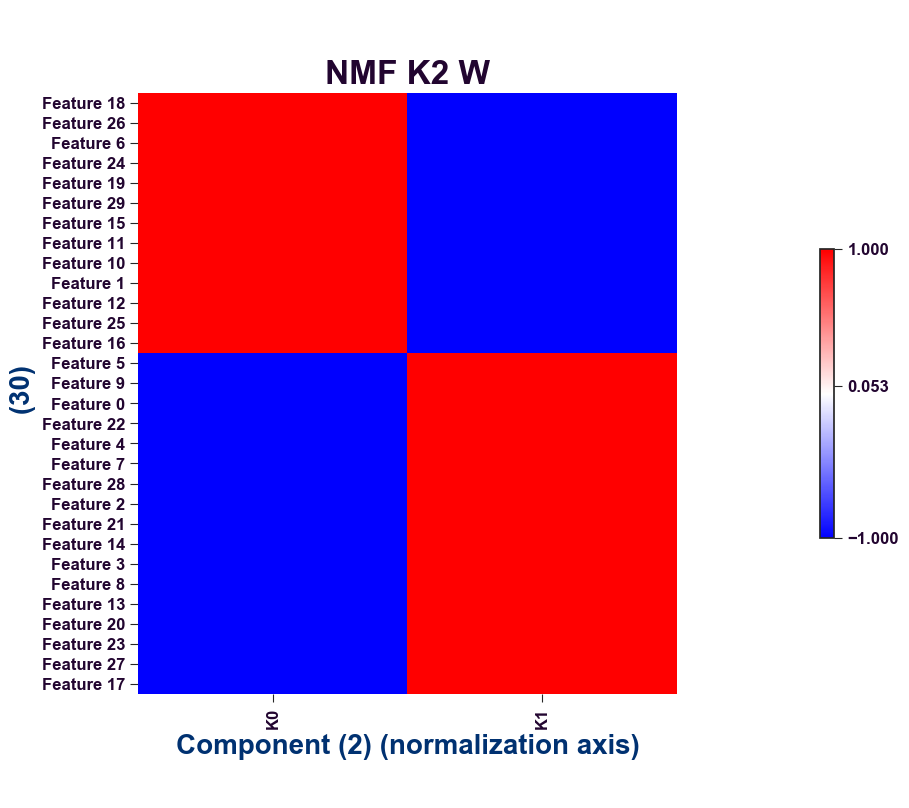 NMF K2 W
Feature 18
Feature 26
Feature 6
Feature 24
Feature 19
Feature 29
Feature 15
Feature 11
Feature 10
Feature 1
Feature 12
Feature 25
Feature 16
Feature 5
Feature 9
Feature 0
Feature 22
Feature 4
Feature 7
Feature 28
Feature 2
Feature 21
Feature 14
Feature 3
Feature 8
Feature 13
Feature 20
Feature 23
Feature 27
Feature 17
(30)
K0
K1
Component (2) (normalization axis)
1.000
0.053
−1.000